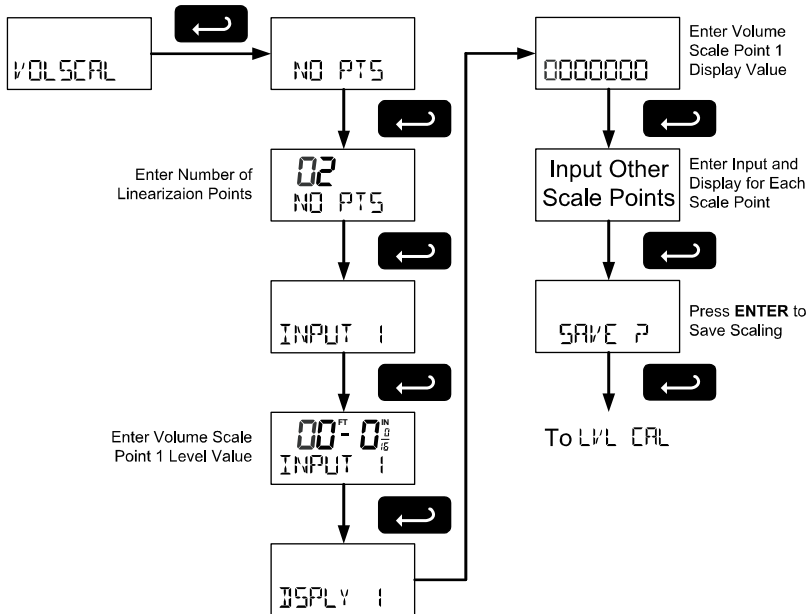 VOLSCAL
NO PTS
Enter Number of
Linearizaion Points
02
NO PTS
INPUT 1
Enter Volume Scale
Point 1 Level Value
00 FT - 0 IN 0/16
INPUT 1
DSPLY 1
0000000
Enter Volume
Scale Point 1
Display Value
Input Other
Scale Points
Enter Input and
Display for Each
Scale Point
SAVE ?
Press ENTER to
Save Scaling
To LVL CAL